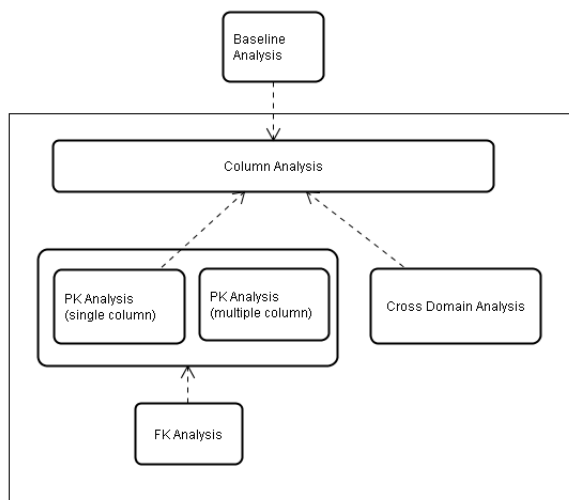 Baseline
Analysis
Column Analysis
PK Analysis
(single column)
PK Analysis
(multiple column)
Cross Domain Analysis
FK Analysis